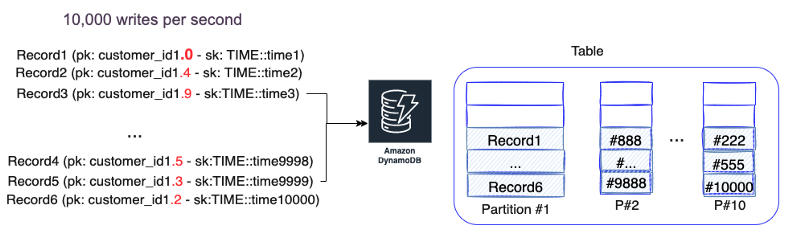 10,000 writes per second
Record1 (pk: customer_id1.0 - sk: TIME::time1)
Record2 (pk: customer_id1.4 - sk: TIME::time2)
Record3 (pk: customer_id1.9 - sk:TIME::time3)
...
Record4 (pk: customer_id1.5 - sk:TIME::time9998)
Record5 (pk: customer_id1.3 - sk:TIME::time9999)
Record6 (pk: customer_id1.2 - sk:TIME::time10000)
Amazon
DynamoDB
Table
Record1 #888 ... #222
... #... #555
Record6 #9888 #10000
Partition #1 P#2 P#10